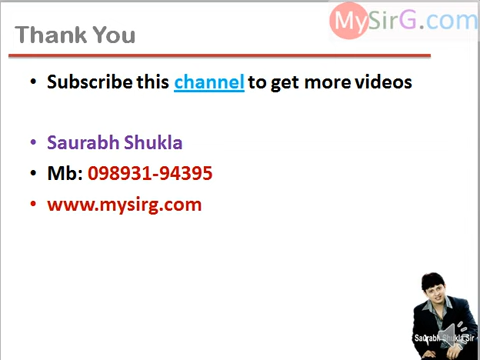 MySirG.com
Thank You
• Subscribe this channel to get more videos
• Saurabh Shukla
• Mb: 098931-94395
• www.mysirg.com
Saurabh Shukla Sir